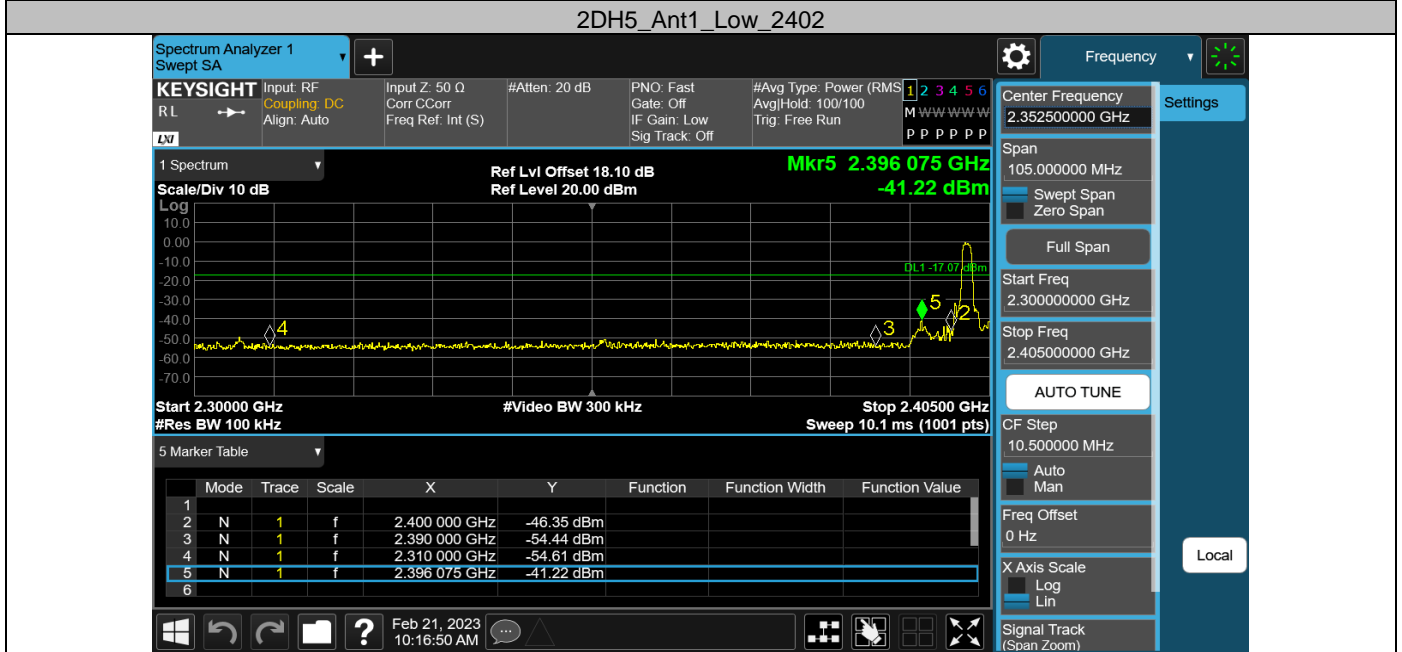 2DH5_Ant1_Low_2402
Spectrum Analyzer 1
Swept SA
+
Frequency
KEYSIGHT
RL
LXI
Input: RF
Coupling: DC
Align: Auto
Input Z: 50 Ω
Corr CCorr
Freq Ref: Int (S)
#Atten: 20 dB
PNO: Fast
Gate: Off
IF Gain: Low
Sig Track: Off
#Avg Type: Power (RMS
Avg|Hold: 100/100
Trig: Free Run
1 2 3 4 5 6
M W W W W W
P P P P P P
1 Spectrum
Scale/Div 10 dB
Ref Lvl Offset 18.10 dB
Ref Level 20.00 dBm
Mkr5 2.396 075 GHz
-41.22 dBm
Log
10.0
0.00
-10.0
-20.0
-30.0
-40.0
-50.0
-60.0
-70.0
DL1 -17.07 dBm
4
3
5
2
Start 2.30000 GHz
#Video BW 300 kHz
Stop 2.40500 GHz
#Res BW 100 kHz
Sweep 10.1 ms (1001 pts)
5 Marker Table
Mode Trace Scale X Y Function Function Width Function Value
1
2 N 1 f 2.400 000 GHz -46.35 dBm
3 N 1 f 2.390 000 GHz -54.44 dBm
4 N 1 f 2.310 000 GHz -54.61 dBm
5 N 1 f 2.396 075 GHz -41.22 dBm
6
?
Feb 21, 2023
10:16:50 AM
Center Frequency
2.352500000 GHz
Settings
Span
105.000000 MHz
Swept Span
Zero Span
Full Span
Start Freq
2.300000000 GHz
Stop Freq
2.405000000 GHz
AUTO TUNE
CF Step
10.500000 MHz
Auto
Man
Freq Offset
0 Hz
Local
X Axis Scale
Log
Lin
Signal Track
(Span Zoom)